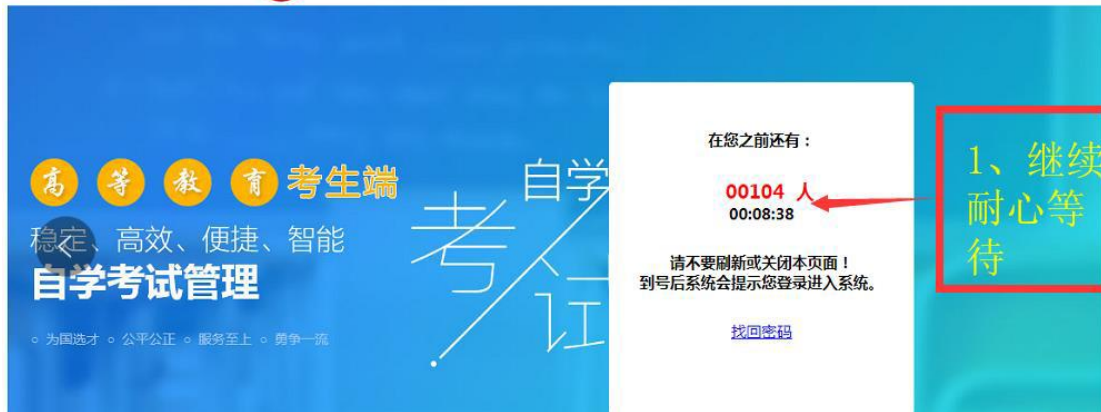 高等教育考生端
稳定、高效、便捷、智能
自学考试管理
○ 为国选才 ○ 公平公正 ○ 服务至上 ○ 勇争一流
自学
考试
在您之前还有：
00104 人
00:08:38
请不要刷新或关闭本页面！
到号后系统会提示您登录进入系统。
找回密码
1、继续
耐心等
待